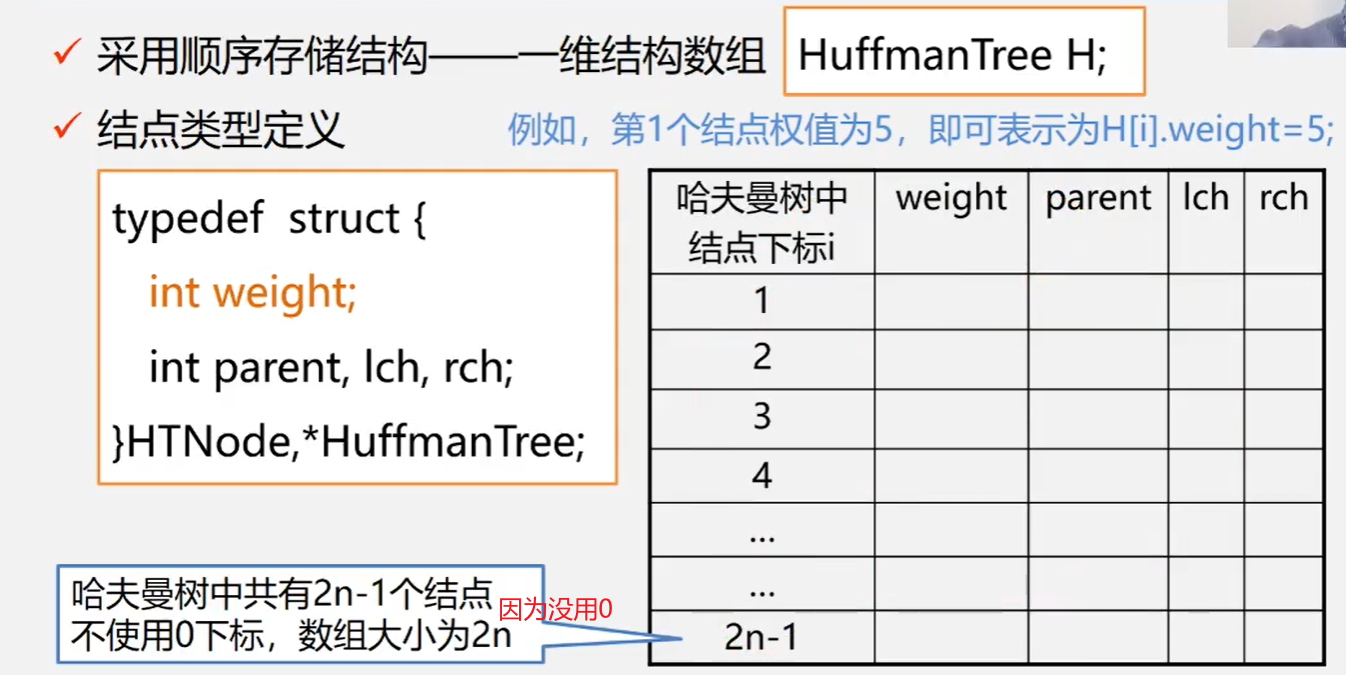 ✓ 采用顺序存储结构——一维结构数组
HuffmanTree H;
✓ 结点类型定义
例如，第1个结点权值为5，即可表示为H[i].weight=5;
typedef struct {
int weight;
int parent, lch, rch;
}HTNode,*HuffmanTree;
哈夫曼树中 weight parent lch rch
结点下标i
1
2
3
4
...
...
2n-1
哈夫曼树中共有2n-1个结点
因为没用0
不使用0下标，数组大小为2n